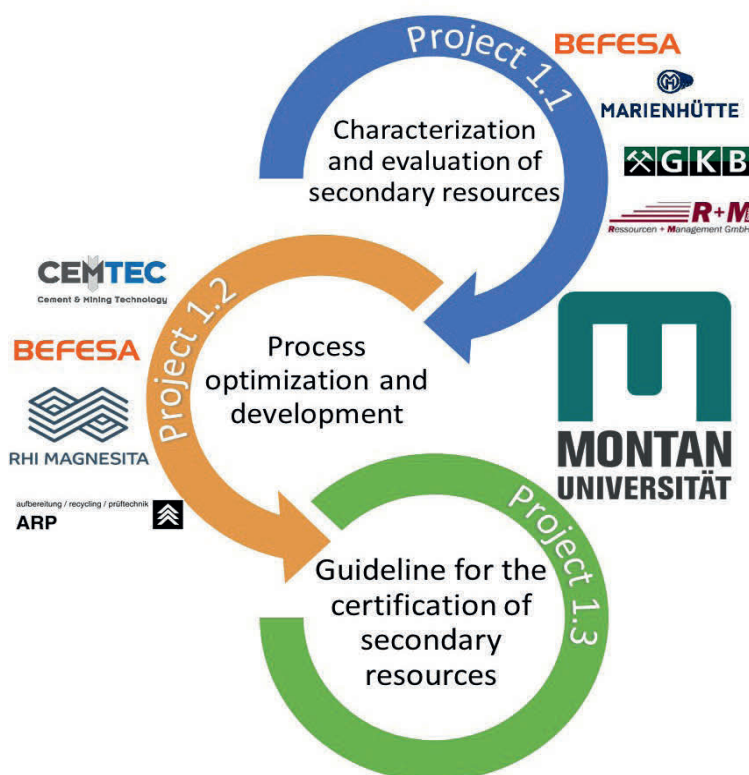 Project 1.1
BEFESA
MARIENHÜTTE
GKB
R+M
Ressourcen + Management GmbH
Characterization
and evaluation of
secondary resources
CEMTEC
Cement & Mining Technology
BEFESA
RHI MAGNESITA
aufbereitung / recycling / prüftechnik
ARP
Project 1.2
Process
optimization and
development
MONTAN
UNIVERSITÄT
Project 1.3
Guideline for the
certification of
secondary
resources